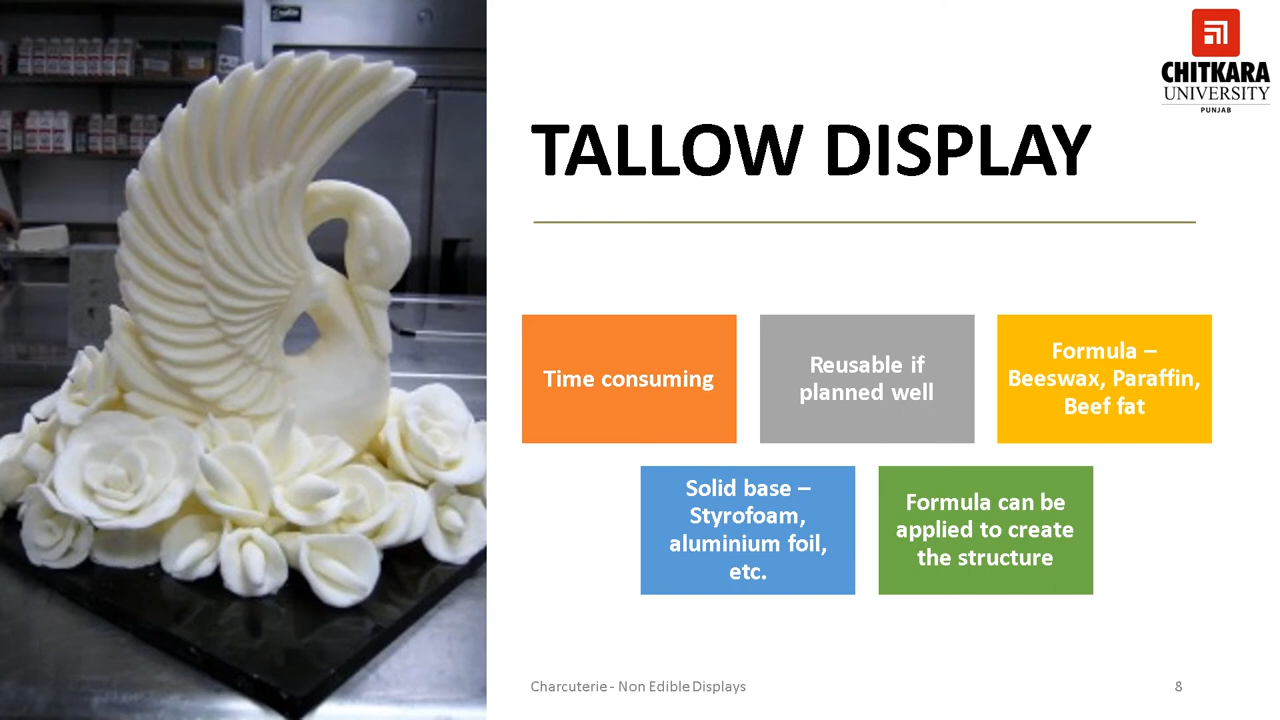 CHITKARA
UNIVERSITY
PUNJAB
TALLOW DISPLAY
Time consuming
Reusable if
planned well
Formula –
Beeswax, Paraffin,
Beef fat
Solid base –
Styrofoam,
aluminium foil,
etc.
Formula can be
applied to create
the structure
Charcuterie - Non Edible Displays
8